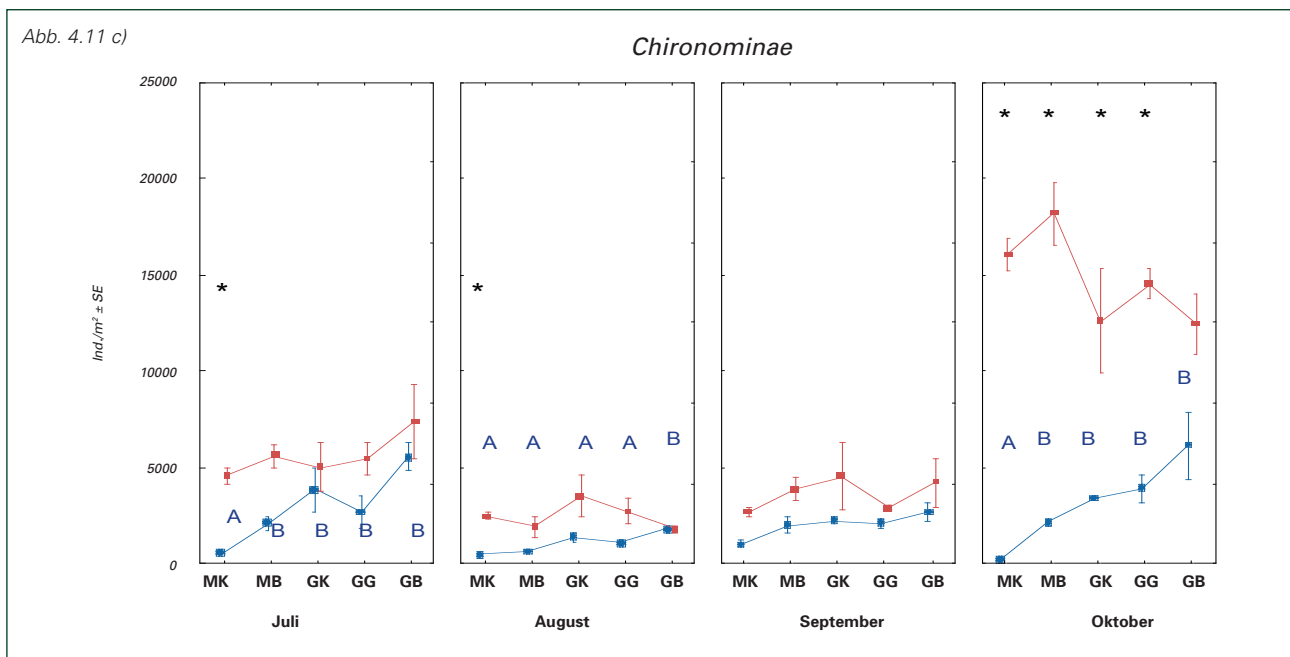 Abb. 4.11 c)
Chironominae
25000
20000
15000
10000
5000
0
Ind./m² ± SE
*
A
B
B
B
B
*
A
A
A
A
B
* * * *
B
A
B
B
B
MK MB GK GG GB
MK MB GK GG GB
MK MB GK GG GB
MK MB GK GG GB
Juli
August
September
Oktober